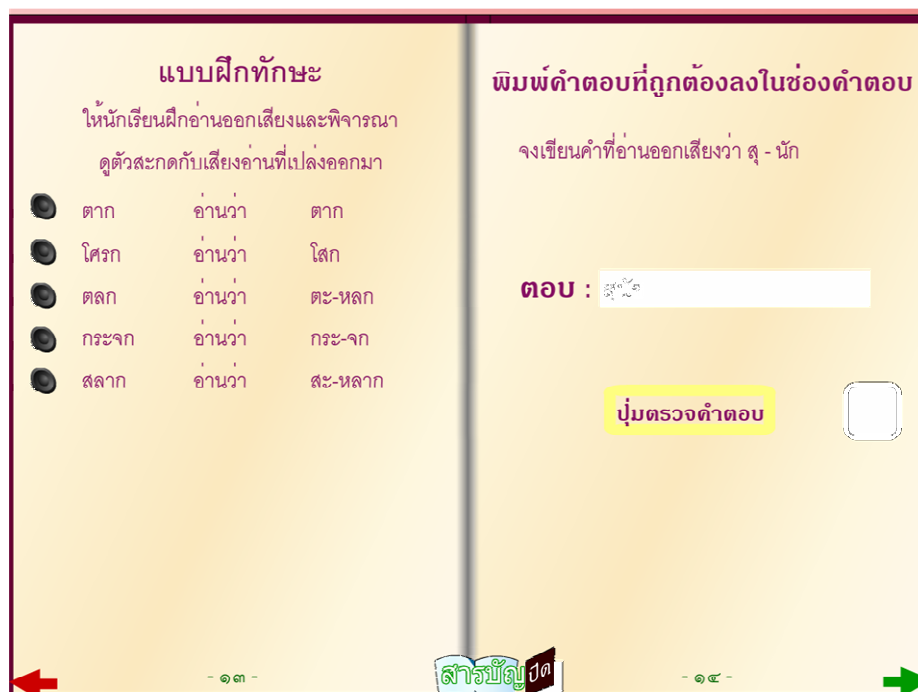 แบบฝึกทักษะ
ให้นักเรียนฝึกอ่านออกเสียงและพิจารณา
ดูตัวสะกดกับเสียงอ่านที่เปล่งออกมา
ตาก อ่านว่า ตาก
โศรก อ่านว่า โสก
ตลก อ่านว่า ตะ-หลก
กระจก อ่านว่า กระ-จก
สลาก อ่านว่า สะ-หลาก
- ๑๓ -
พิมพ์คำตอบที่ถูกต้องลงในช่องคำตอบ
จงเขียนคำที่อ่านออกเสียงว่า สุ - นัก
ตอบ :
ปุ่มตรวจคำตอบ
สารบัญ
ปิด
- ๑๔ -